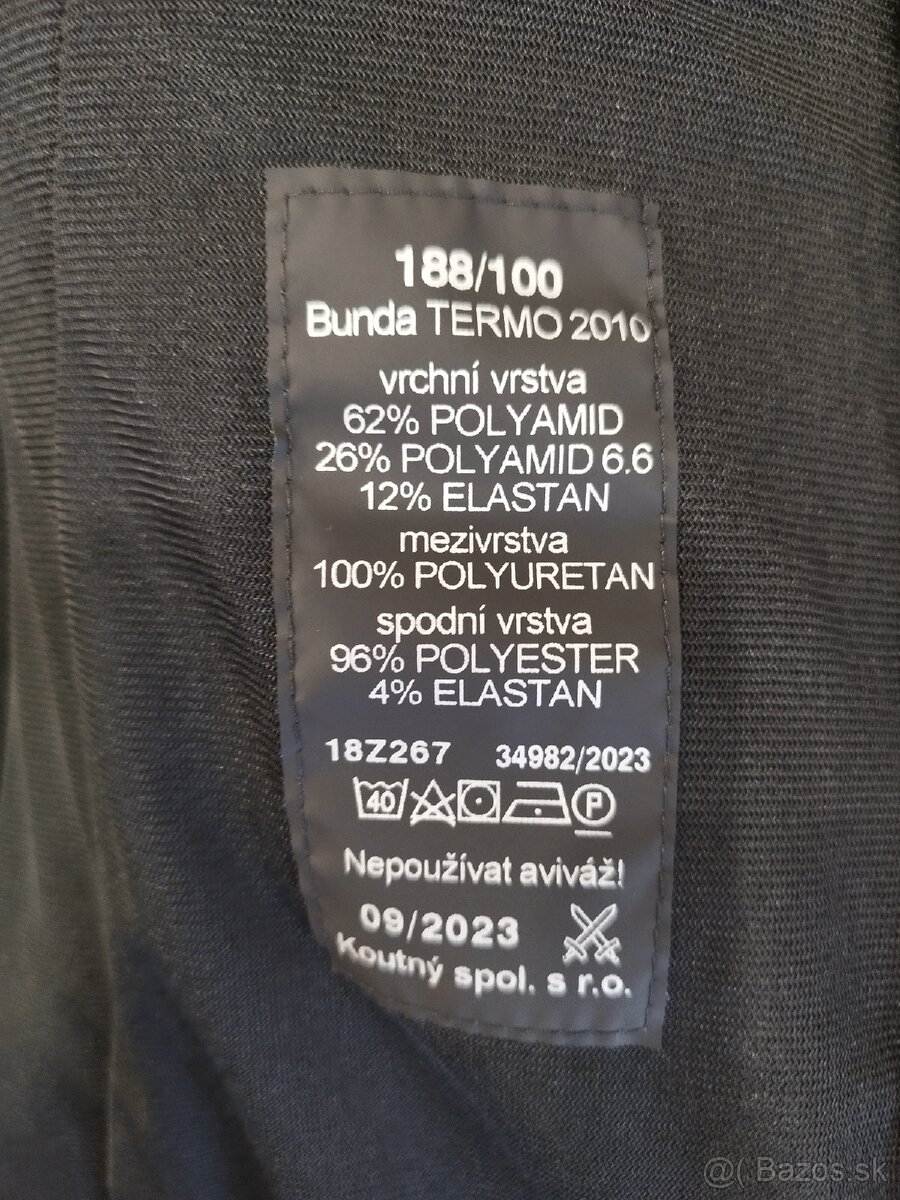 188/100
Bunda TERMO 2010
vrchní vrstva
62% POLYAMID
26% POLYAMID 6.6
12% ELASTAN
mezivrstva
100% POLYURETAN
spodní vrstva
96% POLYESTER
4% ELASTAN
18Z267 34982/2023
40 P
Nepoužívat aviváž!
09/2023
Koutný spol. s r.o.
@( Bazos.sk